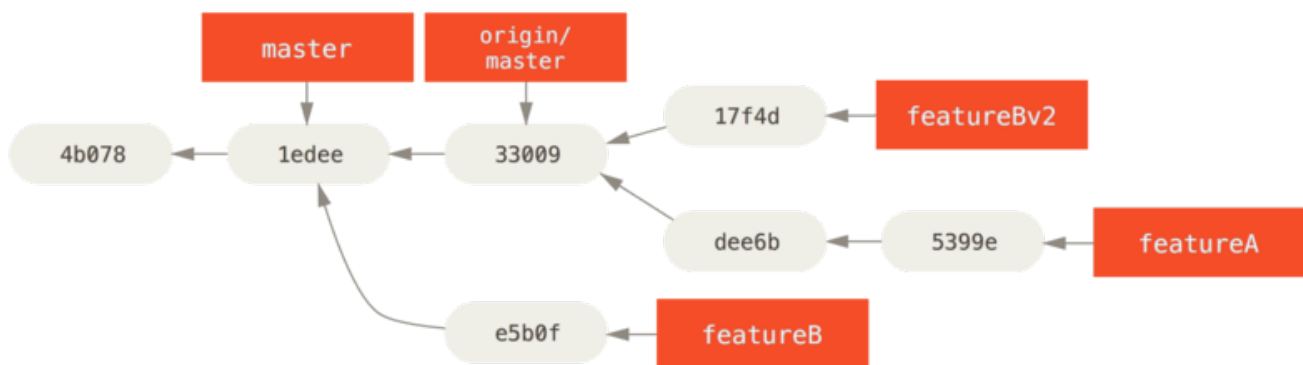 master
origin/
master
17f4d
featureBv2
4b078
1edee
33009
dee6b
5399e
featureA
e5b0f
featureB